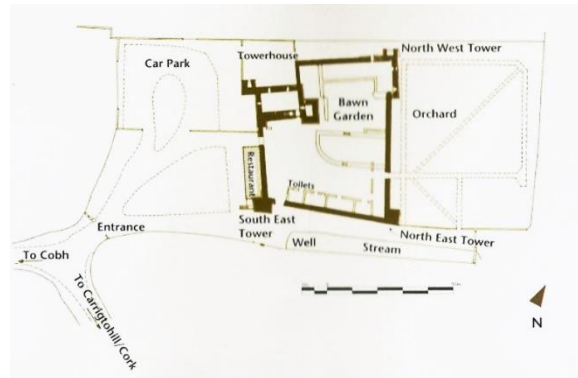 Towerhouse
North West Tower
Car Park
Bawn
Garden
Orchard
Restaurant
Toilets
South East
Tower
Entrance
Well
Stream
North East Tower
To Cobh
To Carrigtohill/Cork
N